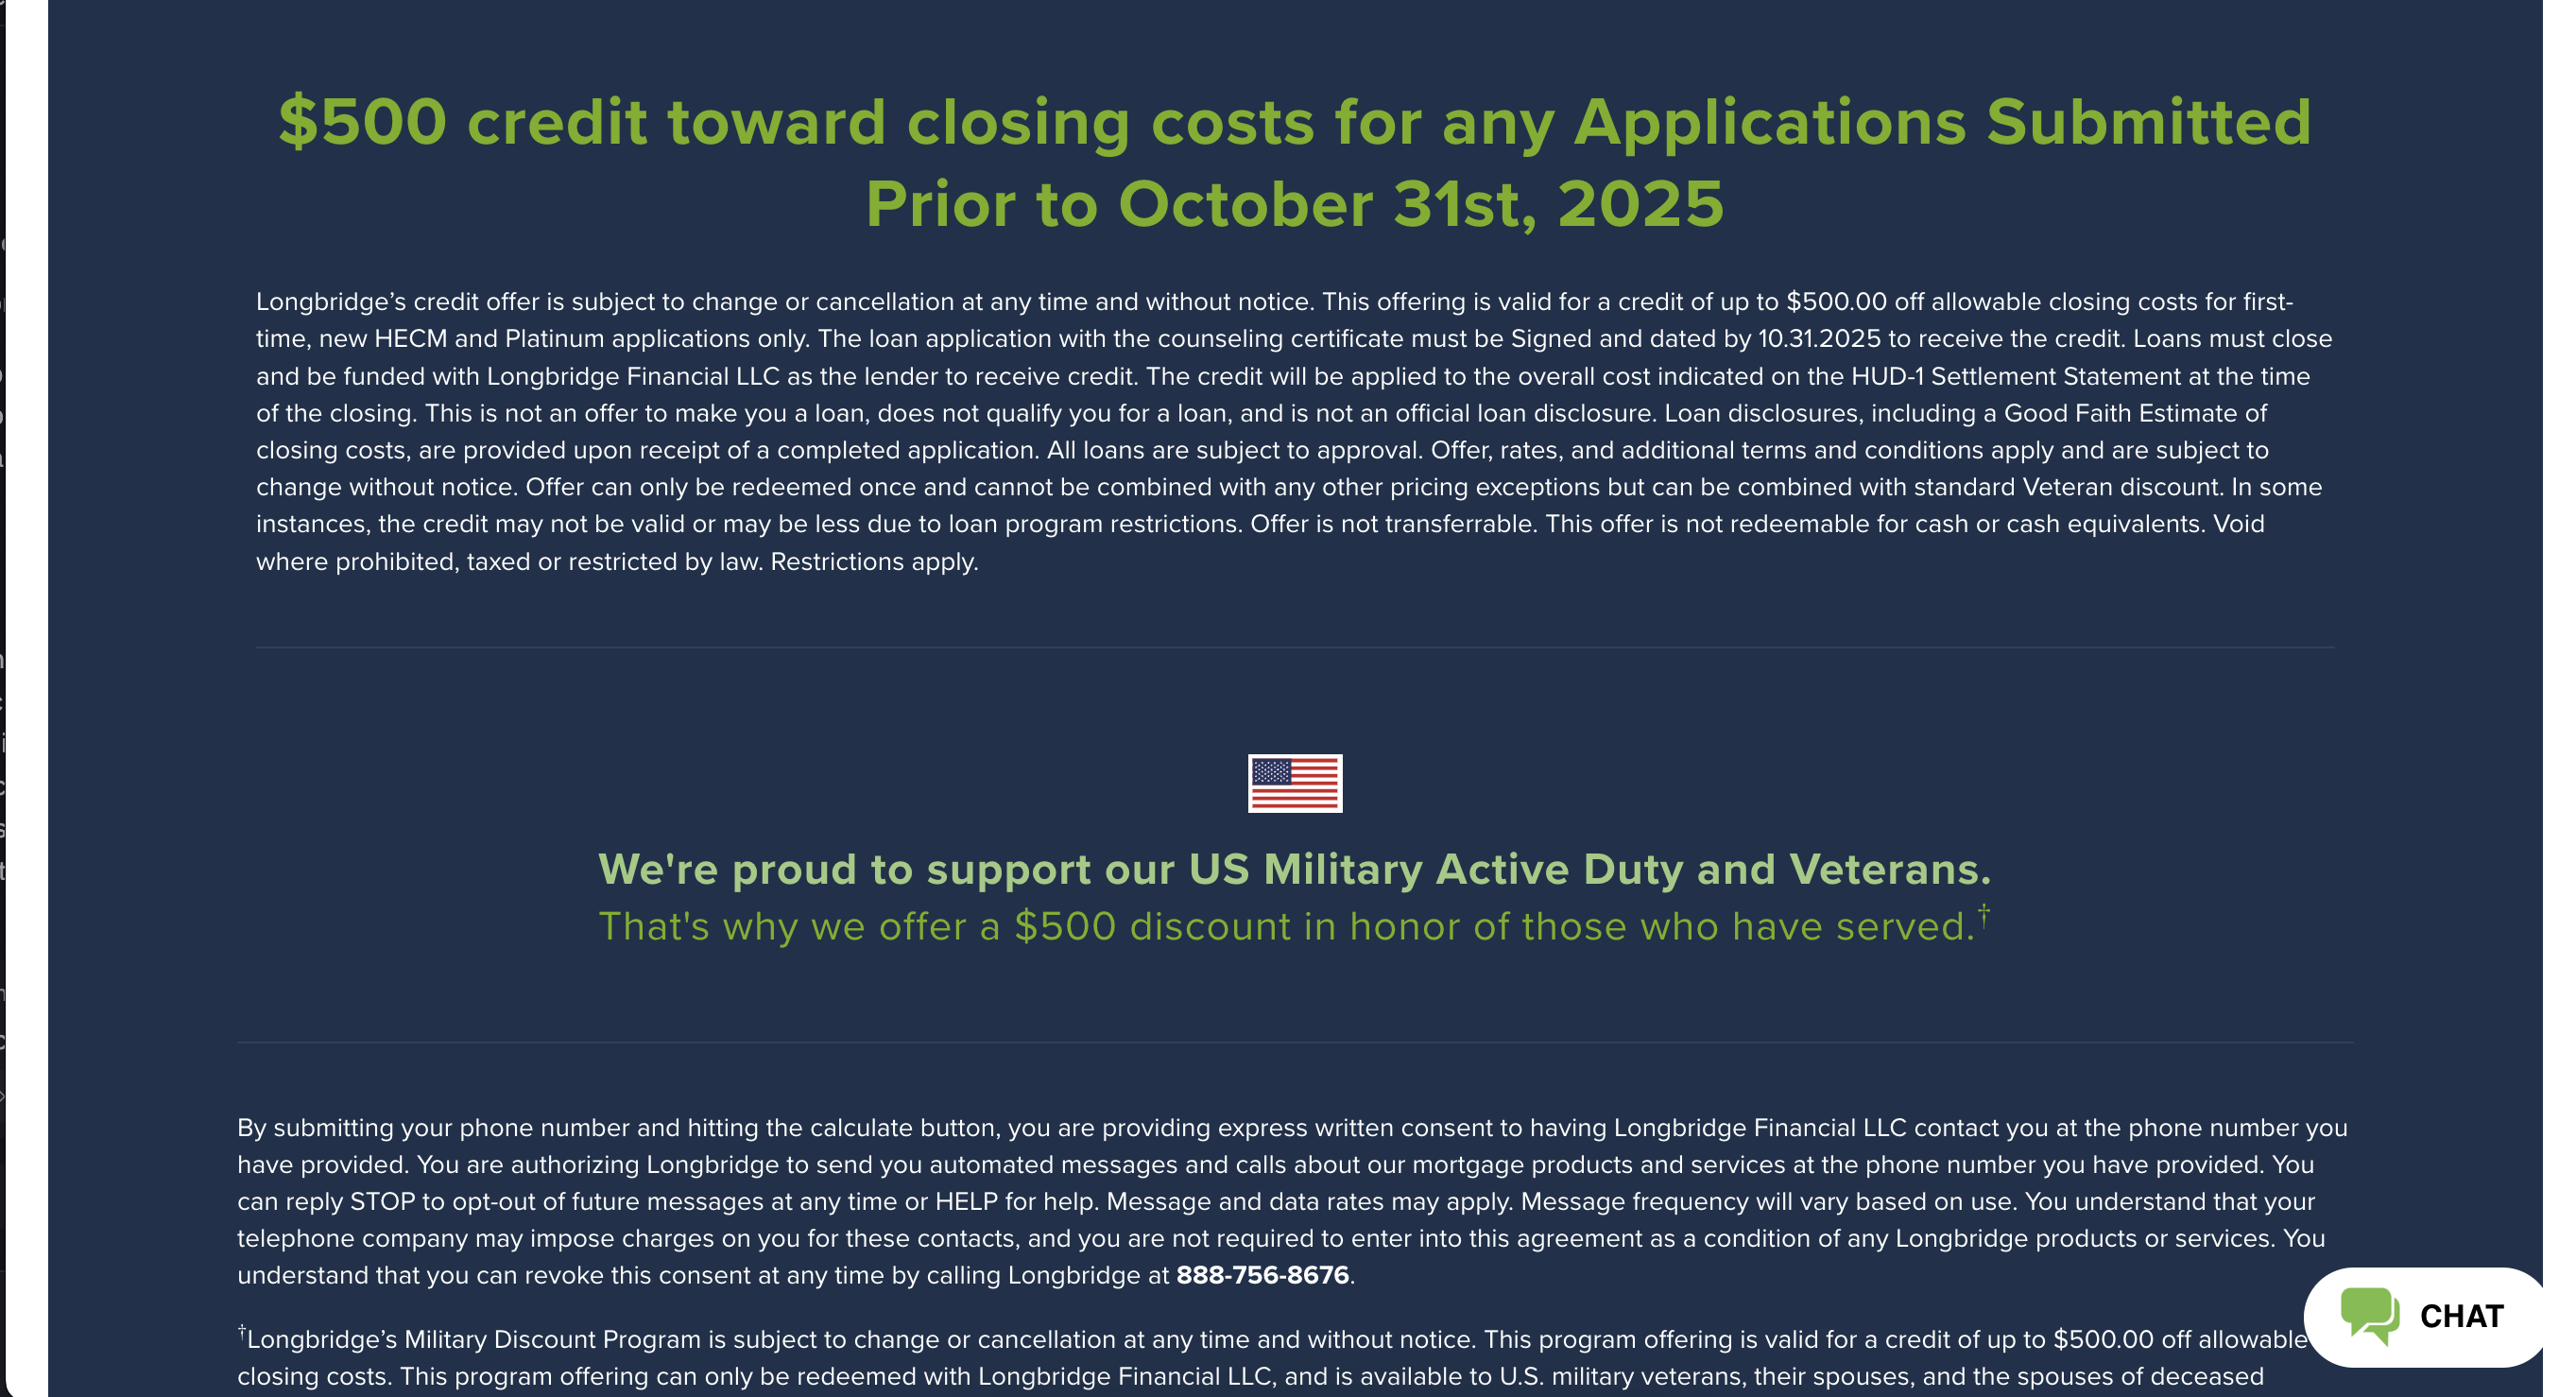 $500 credit toward closing costs for any Applications Submitted
Prior to October 31st, 2025
Longbridge’s credit offer is subject to change or cancellation at any time and without notice. This offering is valid for a credit of up to $500.00 off allowable closing costs for first-
time, new HECM and Platinum applications only. The loan application with the counseling certificate must be Signed and dated by 10.31.2025 to receive the credit. Loans must close
and be funded with Longbridge Financial LLC as the lender to receive credit. The credit will be applied to the overall cost indicated on the HUD-1 Settlement Statement at the time
of the closing. This is not an offer to make you a loan, does not qualify you for a loan, and is not an official loan disclosure. Loan disclosures, including a Good Faith Estimate of
closing costs, are provided upon receipt of a completed application. All loans are subject to approval. Offer, rates, and additional terms and conditions apply and are subject to
change without notice. Offer can only be redeemed once and cannot be combined with any other pricing exceptions but can be combined with standard Veteran discount. In some
instances, the credit may not be valid or may be less due to loan program restrictions. Offer is not transferrable. This offer is not redeemable for cash or cash equivalents. Void
where prohibited, taxed or restricted by law. Restrictions apply.
We're proud to support our US Military Active Duty and Veterans.
That's why we offer a $500 discount in honor of those who have served.†
By submitting your phone number and hitting the calculate button, you are providing express written consent to having Longbridge Financial LLC contact you at the phone number you
have provided. You are authorizing Longbridge to send you automated messages and calls about our mortgage products and services at the phone number you have provided. You
can reply STOP to opt-out of future messages at any time or HELP for help. Message and data rates may apply. Message frequency will vary based on use. You understand that your
telephone company may impose charges on you for these contacts, and you are not required to enter into this agreement as a condition of any Longbridge products or services. You
understand that you can revoke this consent at any time by calling Longbridge at 888-756-8676.
†Longbridge’s Military Discount Program is subject to change or cancellation at any time and without notice. This program offering is valid for a credit of up to $500.00 off allowable
closing costs. This program offering can only be redeemed with Longbridge Financial LLC, and is available to U.S. military veterans, their spouses, and the spouses of deceased
CHAT